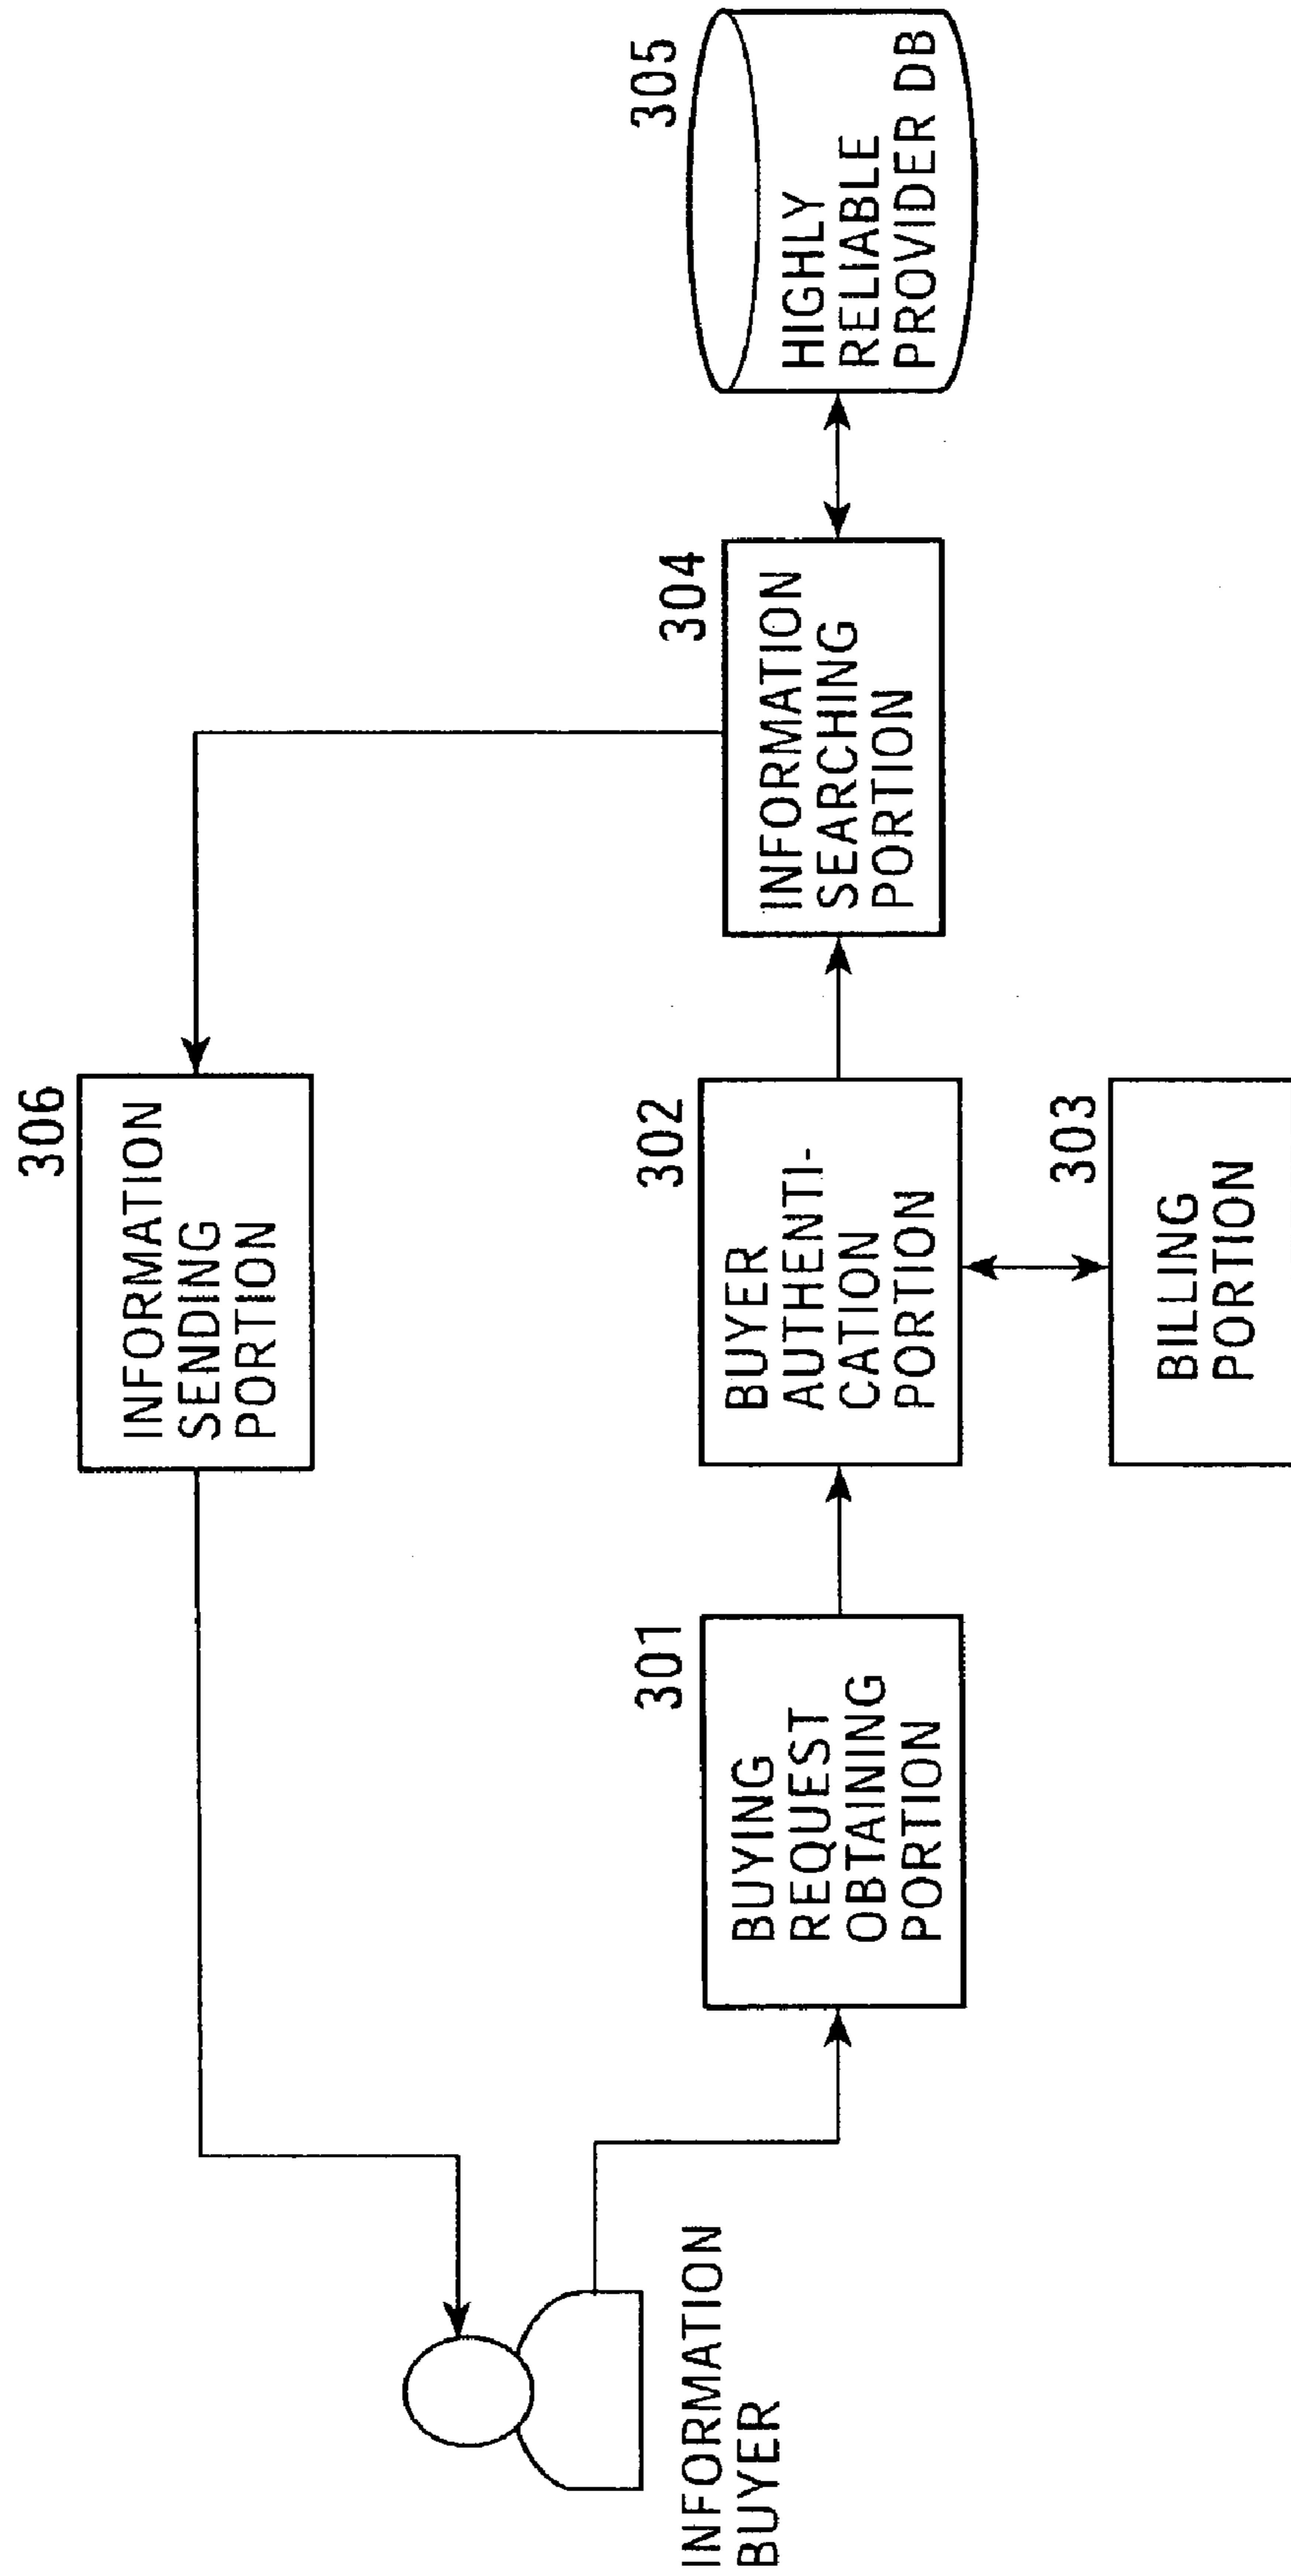 306
INFORMATION
SENDING
PORTION
305
HIGHLY
RELIABLE
PROVIDER DB
304
INFORMATION
SEARCHING
PORTION
302
BUYER
AUTHENTI-
CATION
PORTION
301
BUYING
REQUEST
OBTAINING
PORTION
INFORMATION
BUYER
303
BILLING
PORTION